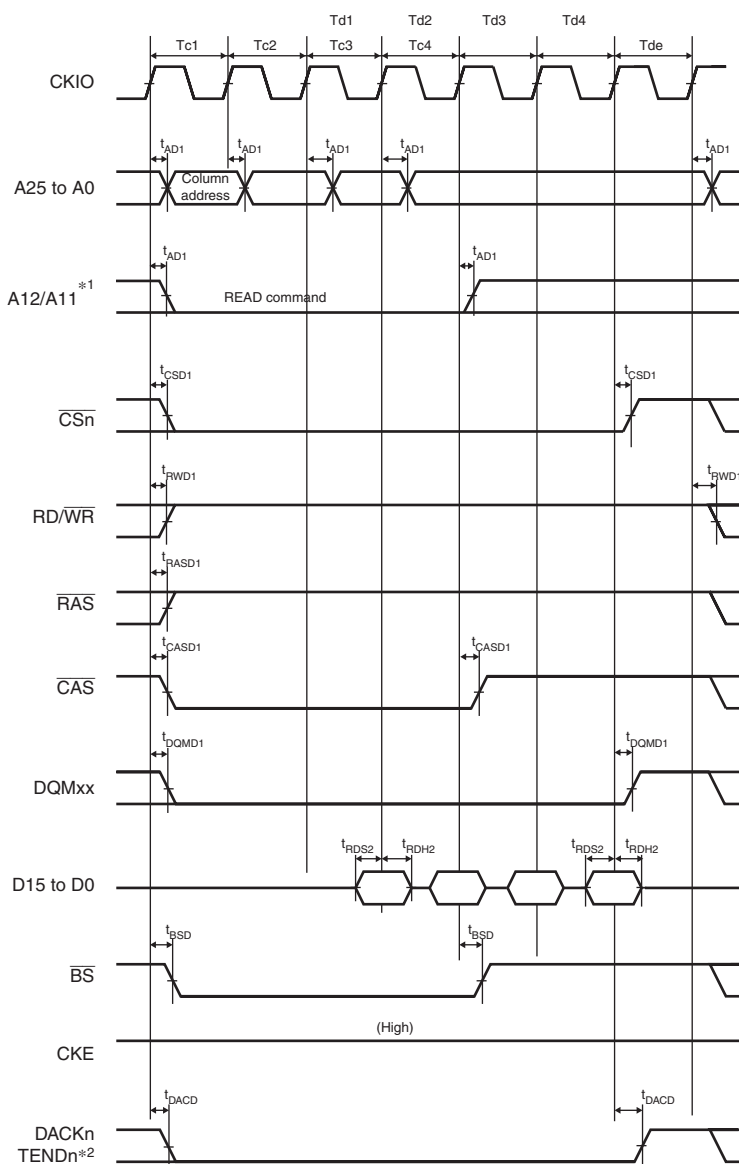 Td1 Td2 Td3 Td4
Tc1 Tc2 Tc3 Tc4 Tde
CKIO
tAD1 tAD1 tAD1 tAD1 tAD1
A25 to A0
Column
address
tAD1 tAD1
A12/A11*1
READ command
tCSD1 tCSD1
CSn
tRWD1 tRWD1
RD/WR
tRASD1
RAS
tCASD1 tCASD1
CAS
tDQMD1 tDQMD1
DQMxx
tRDS2 tRDH2 tRDS2 tRDH2
D15 to D0
tBSD tBSD
BS
(High)
CKE
tDACD tDACD
DACKn
TENDn*2